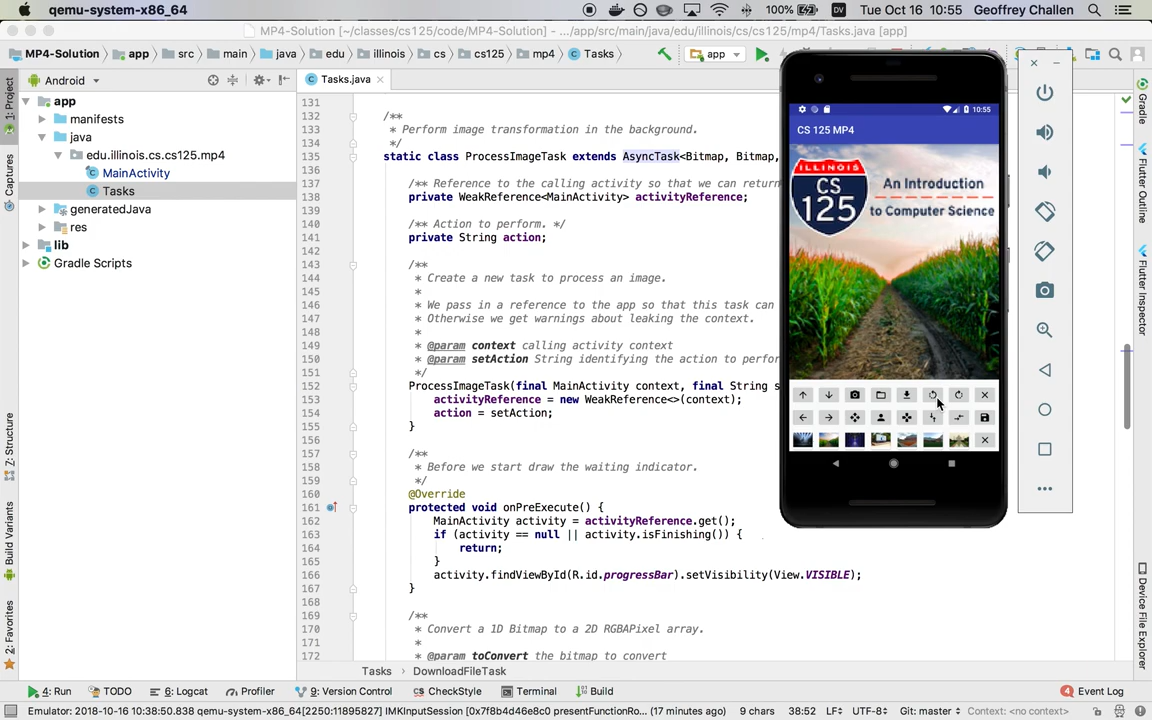 qemu-system-x86_64
100%
DV
Tue Oct 16 10:55
Geoffrey Challen
MP4-Solution [~/classes/cs125/code/MP4-Solution] - .../app/src/main/java/edu/illinois/cs/cs125/mp4/Tasks.java [app]
MP4-Solution
app
src
main
java
edu
illinois
cs
cs125
mp4
Tasks
app
Android
Tasks.java
app
manifests
java
edu.illinois.cs.cs125.mp4
MainActivity
Tasks
generatedJava
res
lib
Gradle Scripts
1: Project
Captures
7: Structure
Build Variants
2: Favorites
131
132 /**
133 * Perform image transformation in the background.
134 */
135 static class ProcessImageTask extends AsyncTask<Bitmap, Bitmap,
136
137 /** Reference to the calling activity so that we can return
138 private WeakReference<MainActivity> activityReference;
139
140 /** Action to perform. */
141 private String action;
142
143 /**
144 * Create a new task to process an image.
145 *
146 * We pass in a reference to the app so that this task can
147 * Otherwise we get warnings about leaking the context.
148 *
149 * @param context calling activity context
150 * @param setAction String identifying the action to perfor
151 */
152 ProcessImageTask(final MainActivity context, final String s
153 activityReference = new WeakReference<>(context);
154 action = setAction;
155 }
156
157 /**
158 * Before we start draw the waiting indicator.
159 */
160 @Override
161 protected void onPreExecute() {
162 MainActivity activity = activityReference.get();
163 if (activity == null || activity.isFinishing()) {
164 return;
165 }
166 activity.findViewById(R.id.progressBar).setVisibility(View.VISIBLE);
167 }
168
169 /**
170 * Convert a 1D Bitmap to a 2D RGBAPixel array.
171 *
172 * @param toConvert the bitmap to convert
10:55
CS 125 MP4
ILLINOIS
CS
125
An Introduction
to Computer Science
Gradle
Flutter Outline
Flutter Inspector
Device File Explorer
Tasks
DownloadFileTask
4: Run
TODO
6: Logcat
Profiler
9: Version Control
CheckStyle
Terminal
Build
1 Event Log
Emulator: 2018-10-16 10:38:50.838 qemu-system-x86_64[2250:11895827] IMKInputSession [0x7f8b4d46e8c0 presentFunctionRo... (17 minutes ago)
9 chars
38:52
LF
UTF-8
Git: master
Context: <no context>